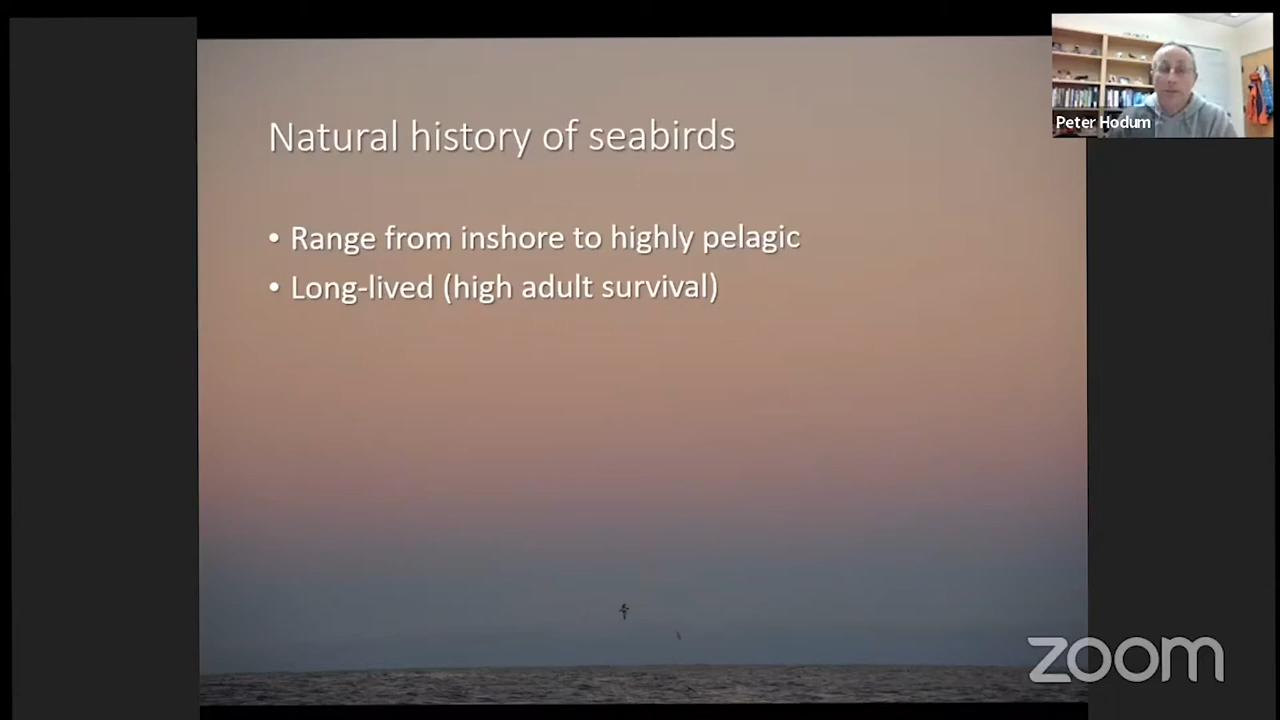 Natural history of seabirds
• Range from inshore to highly pelagic
• Long-lived (high adult survival)
Peter Hodum
zoom